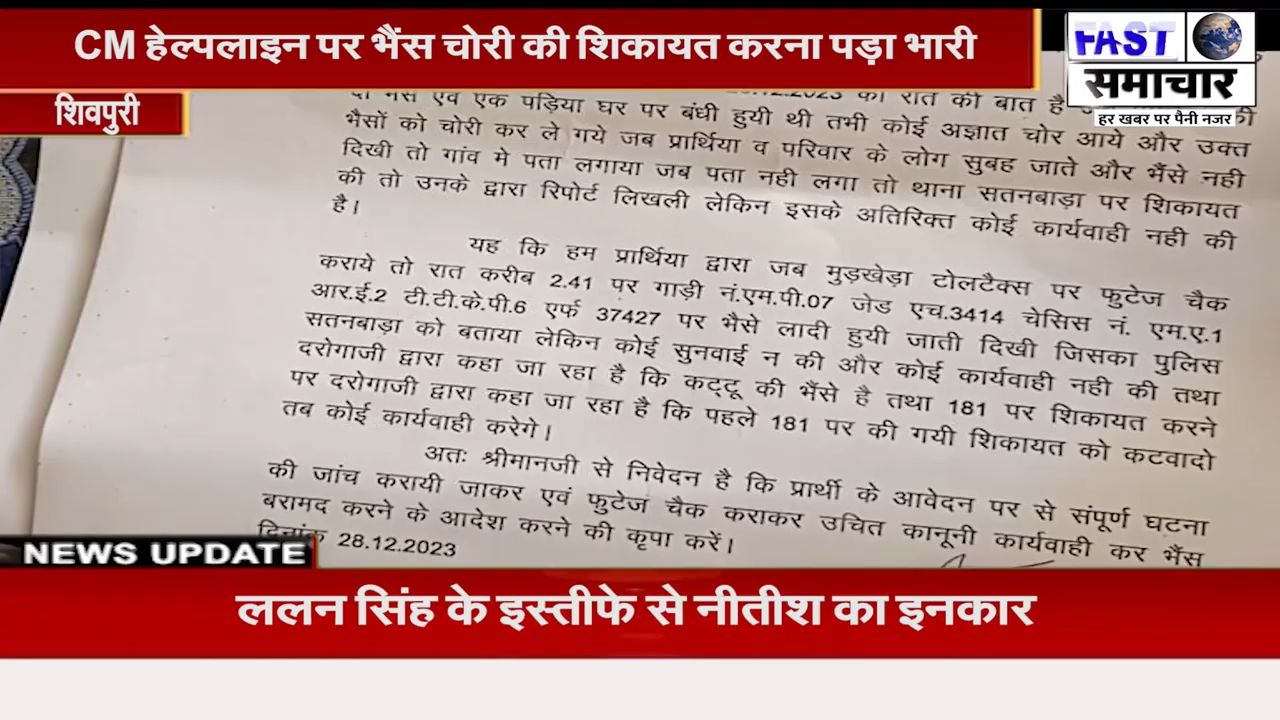 CM हेल्पलाइन पर भैंस चोरी की शिकायत करना पड़ा भारी
FAST
समाचार
हर खबर पर पैनी नजर
शिवपुरी
.12.2023 की रात की बात है
दो भैंस एवं एक पड़िया घर पर बंधी हुयी थी तभी कोई अज्ञात चोर आये और उक्त
भैसों को चोरी कर ले गये जब प्रार्थिया व परिवार के लोग सुबह जाते और भैंसे नही
दिखी तो गांव मे पता लगाया जब पता नही लगा तो थाना सतनबाड़ा पर शिकायत
की तो उनके द्वारा रिपोर्ट लिखली लेकिन इसके अतिरिक्त कोई कार्यवाही नही की
है।
यह कि हम प्रार्थिया द्वारा जब मुड़खेड़ा टोलटैक्स पर फुटेज चैक
कराये तो रात करीब 2.41 पर गाड़ी नं.एम.पी.07 जेड एच.3414 चेसिस नं. एम.ए.1
आर.ई.2 टी.टी.के.पी.6 एर्फ 37427 पर भैसे लादी हुयी जाती दिखी जिसका पुलिस
सतनबाड़ा को बताया लेकिन कोई सुनवाई न की और कोई कार्यवाही नही की तथा
दरोगाजी द्वारा कहा जा रहा है कि कट्टू की भैंसे है तथा 181 पर शिकायत करने
पर दरोगाजी द्वारा कहा जा रहा है कि पहले 181 पर की गयी शिकायत को कटवादो
तब कोई कार्यवाही करेगे।
अतः श्रीमानजी से निवेदन है कि प्रार्थी के आवेदन पर से संपूर्ण घटना
की जांच करायी जाकर एवं फुटेज चैक कराकर उचित कानूनी कार्यवाही कर भैंस
बरामद करने के आदेश करने की कृपा करें।
दिनांक 28.12.2023
NEWS UPDATE
ललन सिंह के इस्तीफे से नीतीश का इनकार